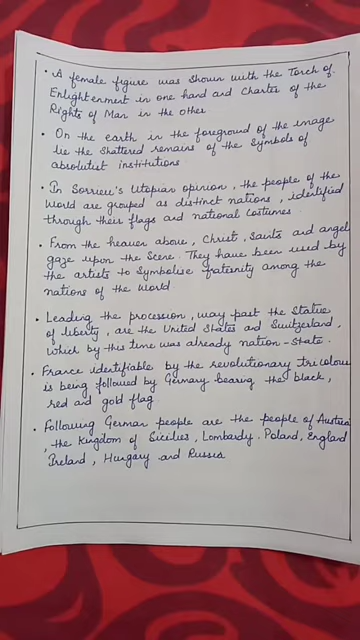 • A female figure was shown with the Torch of
Enlightenment in one hand and Charter of the
Rights of Man in the other
• On the earth in the foreground of the image
lie the shattered remains of the symbols of
absolutist institutions
• In Sorrieu's Utopian opinion, the people of the
world are grouped as distinct nations, identified
through their flags and national costumes
• From the heaven above, Christ, Saints and angel
gaze upon the scene. They have been used by
the artists to symbolise fraternity among the
nations of the world
• Leading the procession, way past the Statue
of liberty, are the United States and Switzerland,
which by this time was already nation-state.
• France identifiable by the revolutionary tricolour
is being followed by Germany bearing the black,
red and gold flag.
• Following German people are the people of Austria
, the Kingdom of Sicilies, Lombardy. Poland, England
Ireland, Hungary and Russia